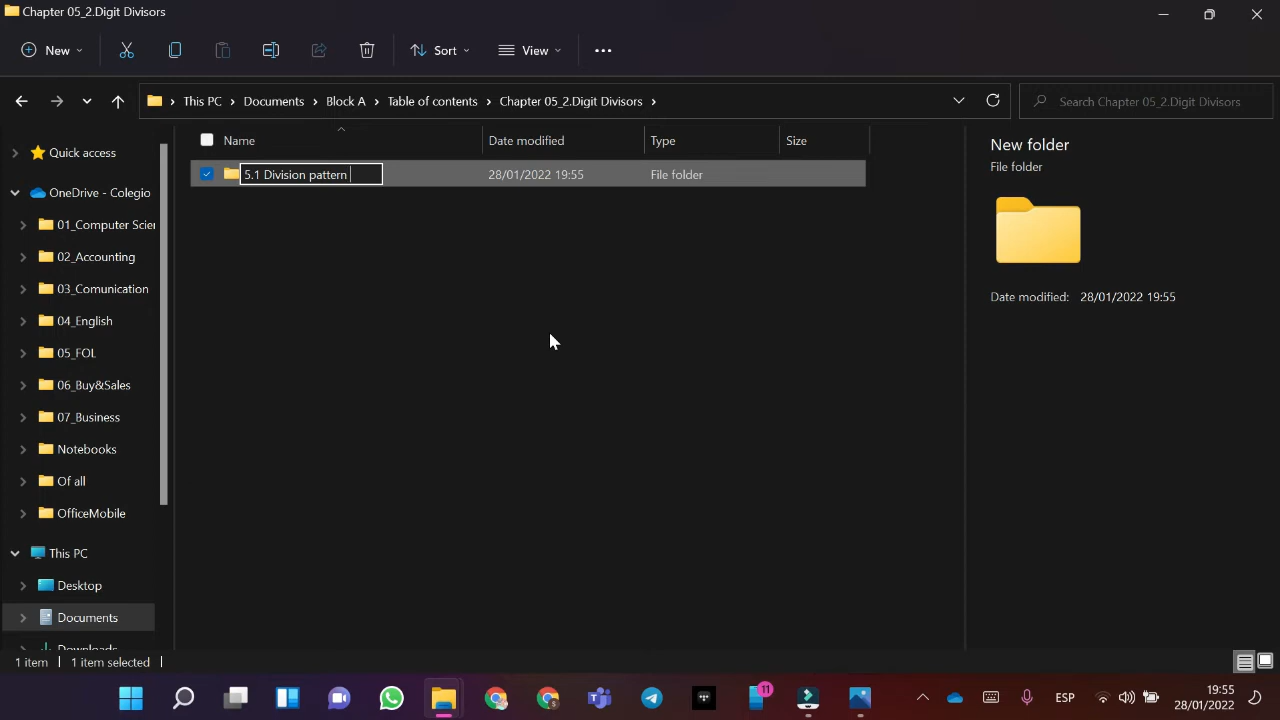 Chapter 05_2.Digit Divisors
New
Sort
View
This PC
Documents
Block A
Table of contents
Chapter 05_2.Digit Divisors
Search Chapter 05_2.Digit Divisors
Quick access
OneDrive - Colegio
01_Computer Scier
02_Accounting
03_Comunication
04_English
05_FOL
06_Buy&Sales
07_Business
Notebooks
Of all
OfficeMobile
This PC
Desktop
Documents
Downloads
Name
Date modified
Type
Size
5.1 Division pattern
28/01/2022 19:55
File folder
New folder
File folder
Date modified: 28/01/2022 19:55
1 item
1 item selected
11
ESP
19:55
28/01/2022